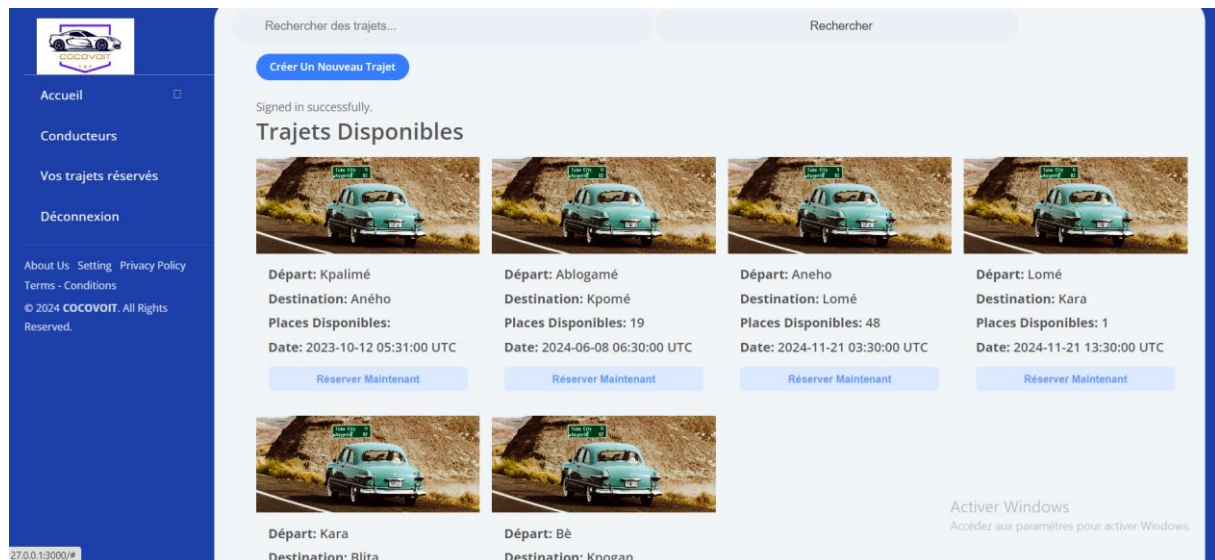 Rechercher des trajets...
Rechercher
COCOVOIT
Créer Un Nouveau Trajet
Accueil
Signed in successfully.
Conducteurs
Trajets Disponibles
Vos trajets réservés
Déconnexion
About Us Setting Privacy Policy
Terms - Conditions
© 2024 COCOVOIT. All Rights
Reserved.
Départ: Kpalimé
Destination: Aného
Places Disponibles:
Date: 2023-10-12 05:31:00 UTC
Réserver Maintenant
Départ: Ablogamé
Destination: Kpomé
Places Disponibles: 19
Date: 2024-06-08 06:30:00 UTC
Réserver Maintenant
Départ: Aneho
Destination: Lomé
Places Disponibles: 48
Date: 2024-11-21 03:30:00 UTC
Réserver Maintenant
Départ: Lomé
Destination: Kara
Places Disponibles: 1
Date: 2024-11-21 13:30:00 UTC
Réserver Maintenant
Départ: Kara
Destination: Blita
Départ: Bè
Destination: Kpogan
Activer Windows
Accédez aux paramètres pour activer Windows.
27.0.0.1:3000/#